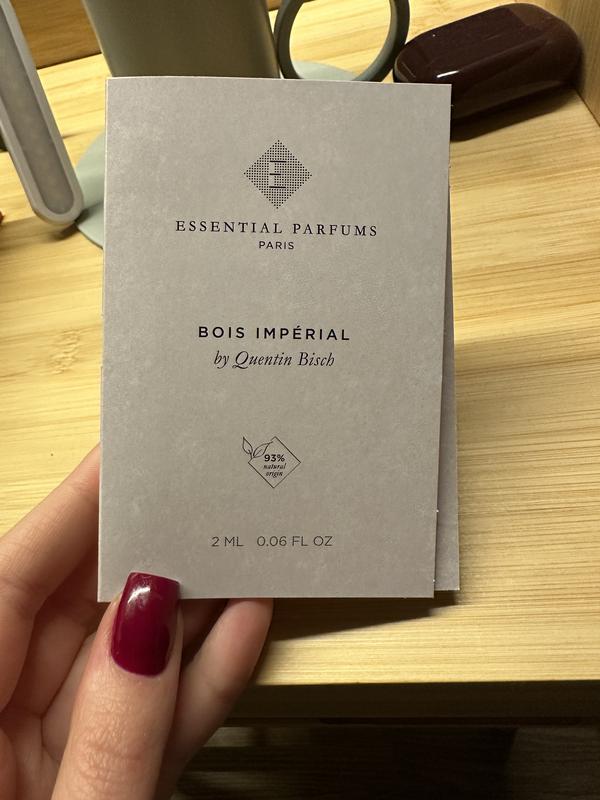 E
ESSENTIAL PARFUMS
PARIS
BOIS IMPÉRIAL
by Quentin Bisch
93%
natural
origin
2 ML 0.06 FL OZ